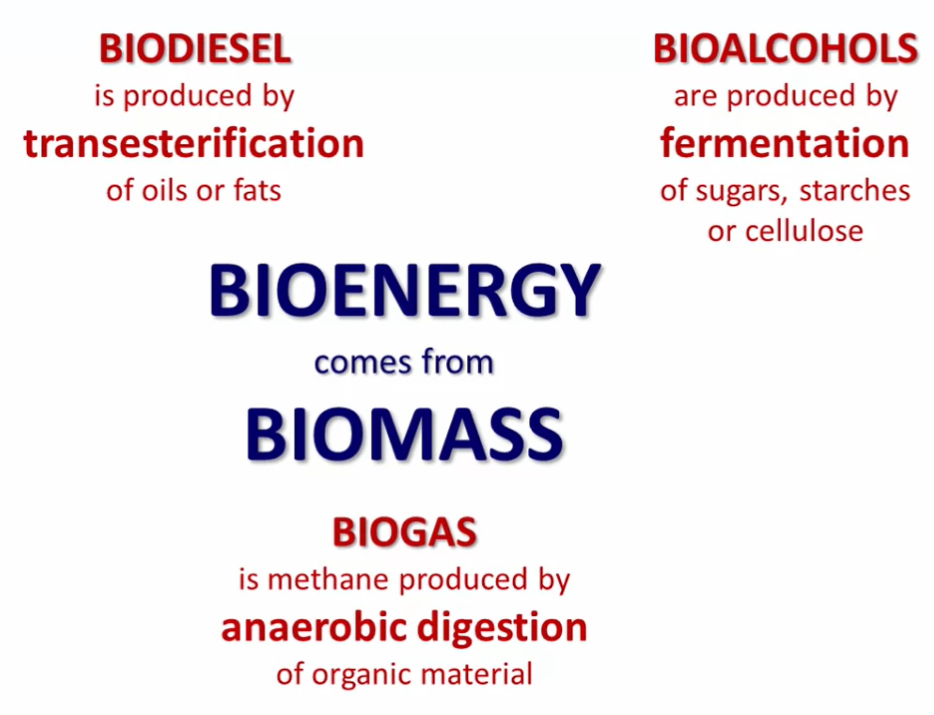 BIODIESEL
is produced by
transesterification
of oils or fats
BIOALCOHOLS
are produced by
fermentation
of sugars, starches
or cellulose
BIOENERGY
comes from
BIOMASS
BIOGAS
is methane produced by
anaerobic digestion
of organic material